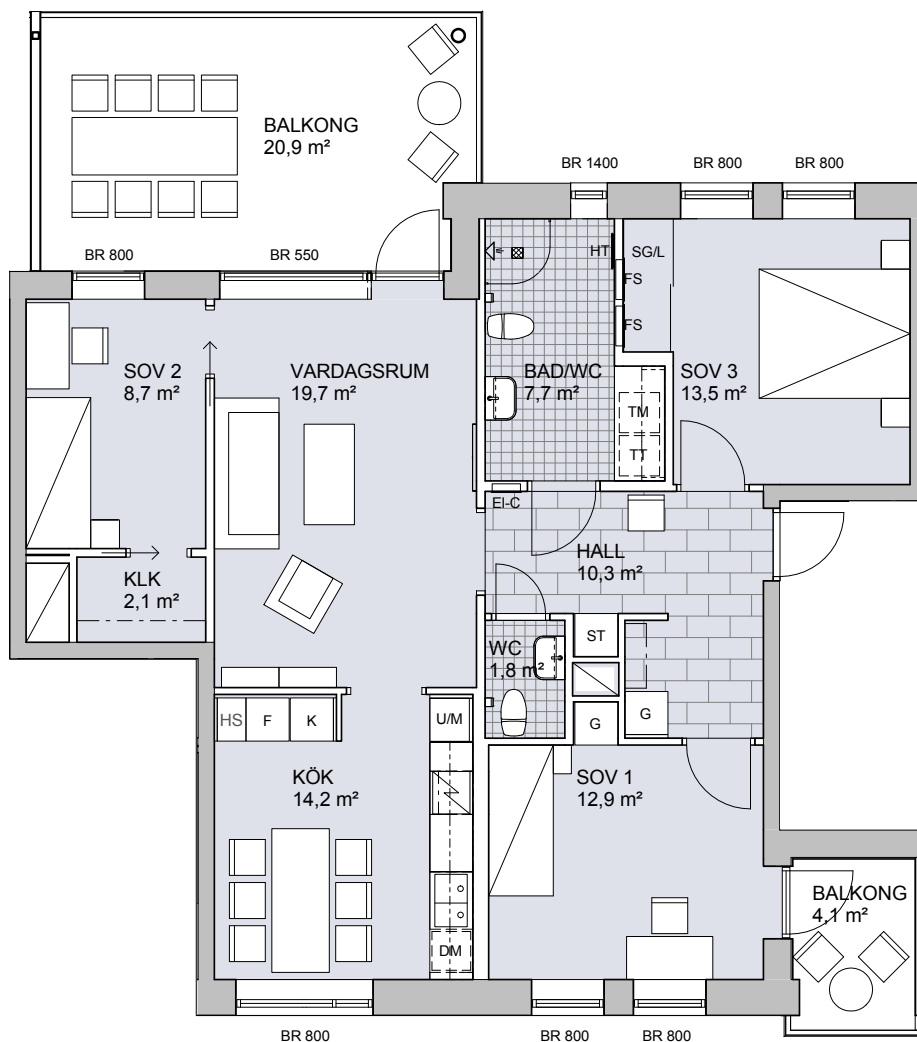 BALKONG
20,9 m²
BR 1400
BR 800
BR 800
BR 800
BR 550
HT
SG/L
FS
FS
SOV 2
8,7 m²
VARDAGSRUM
19,7 m²
BAD/WC
7,7 m²
SOV 3
13,5 m²
TM
TT
El-C
HALL
10,3 m²
KLK
2,1 m²
WC
1,8 m²
ST
HS
F
K
U/M
G
G
KÖK
14,2 m²
SOV 1
12,9 m²
BALKONG
4,1 m²
DM
BR 800
BR 800
BR 800